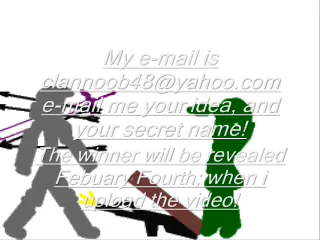 My e-mail is
clannoob48@yahoo.com
e-mail me your idea, and
your secret name!
The winner will be revealed
Febuary Fourth; when i
upload the video!